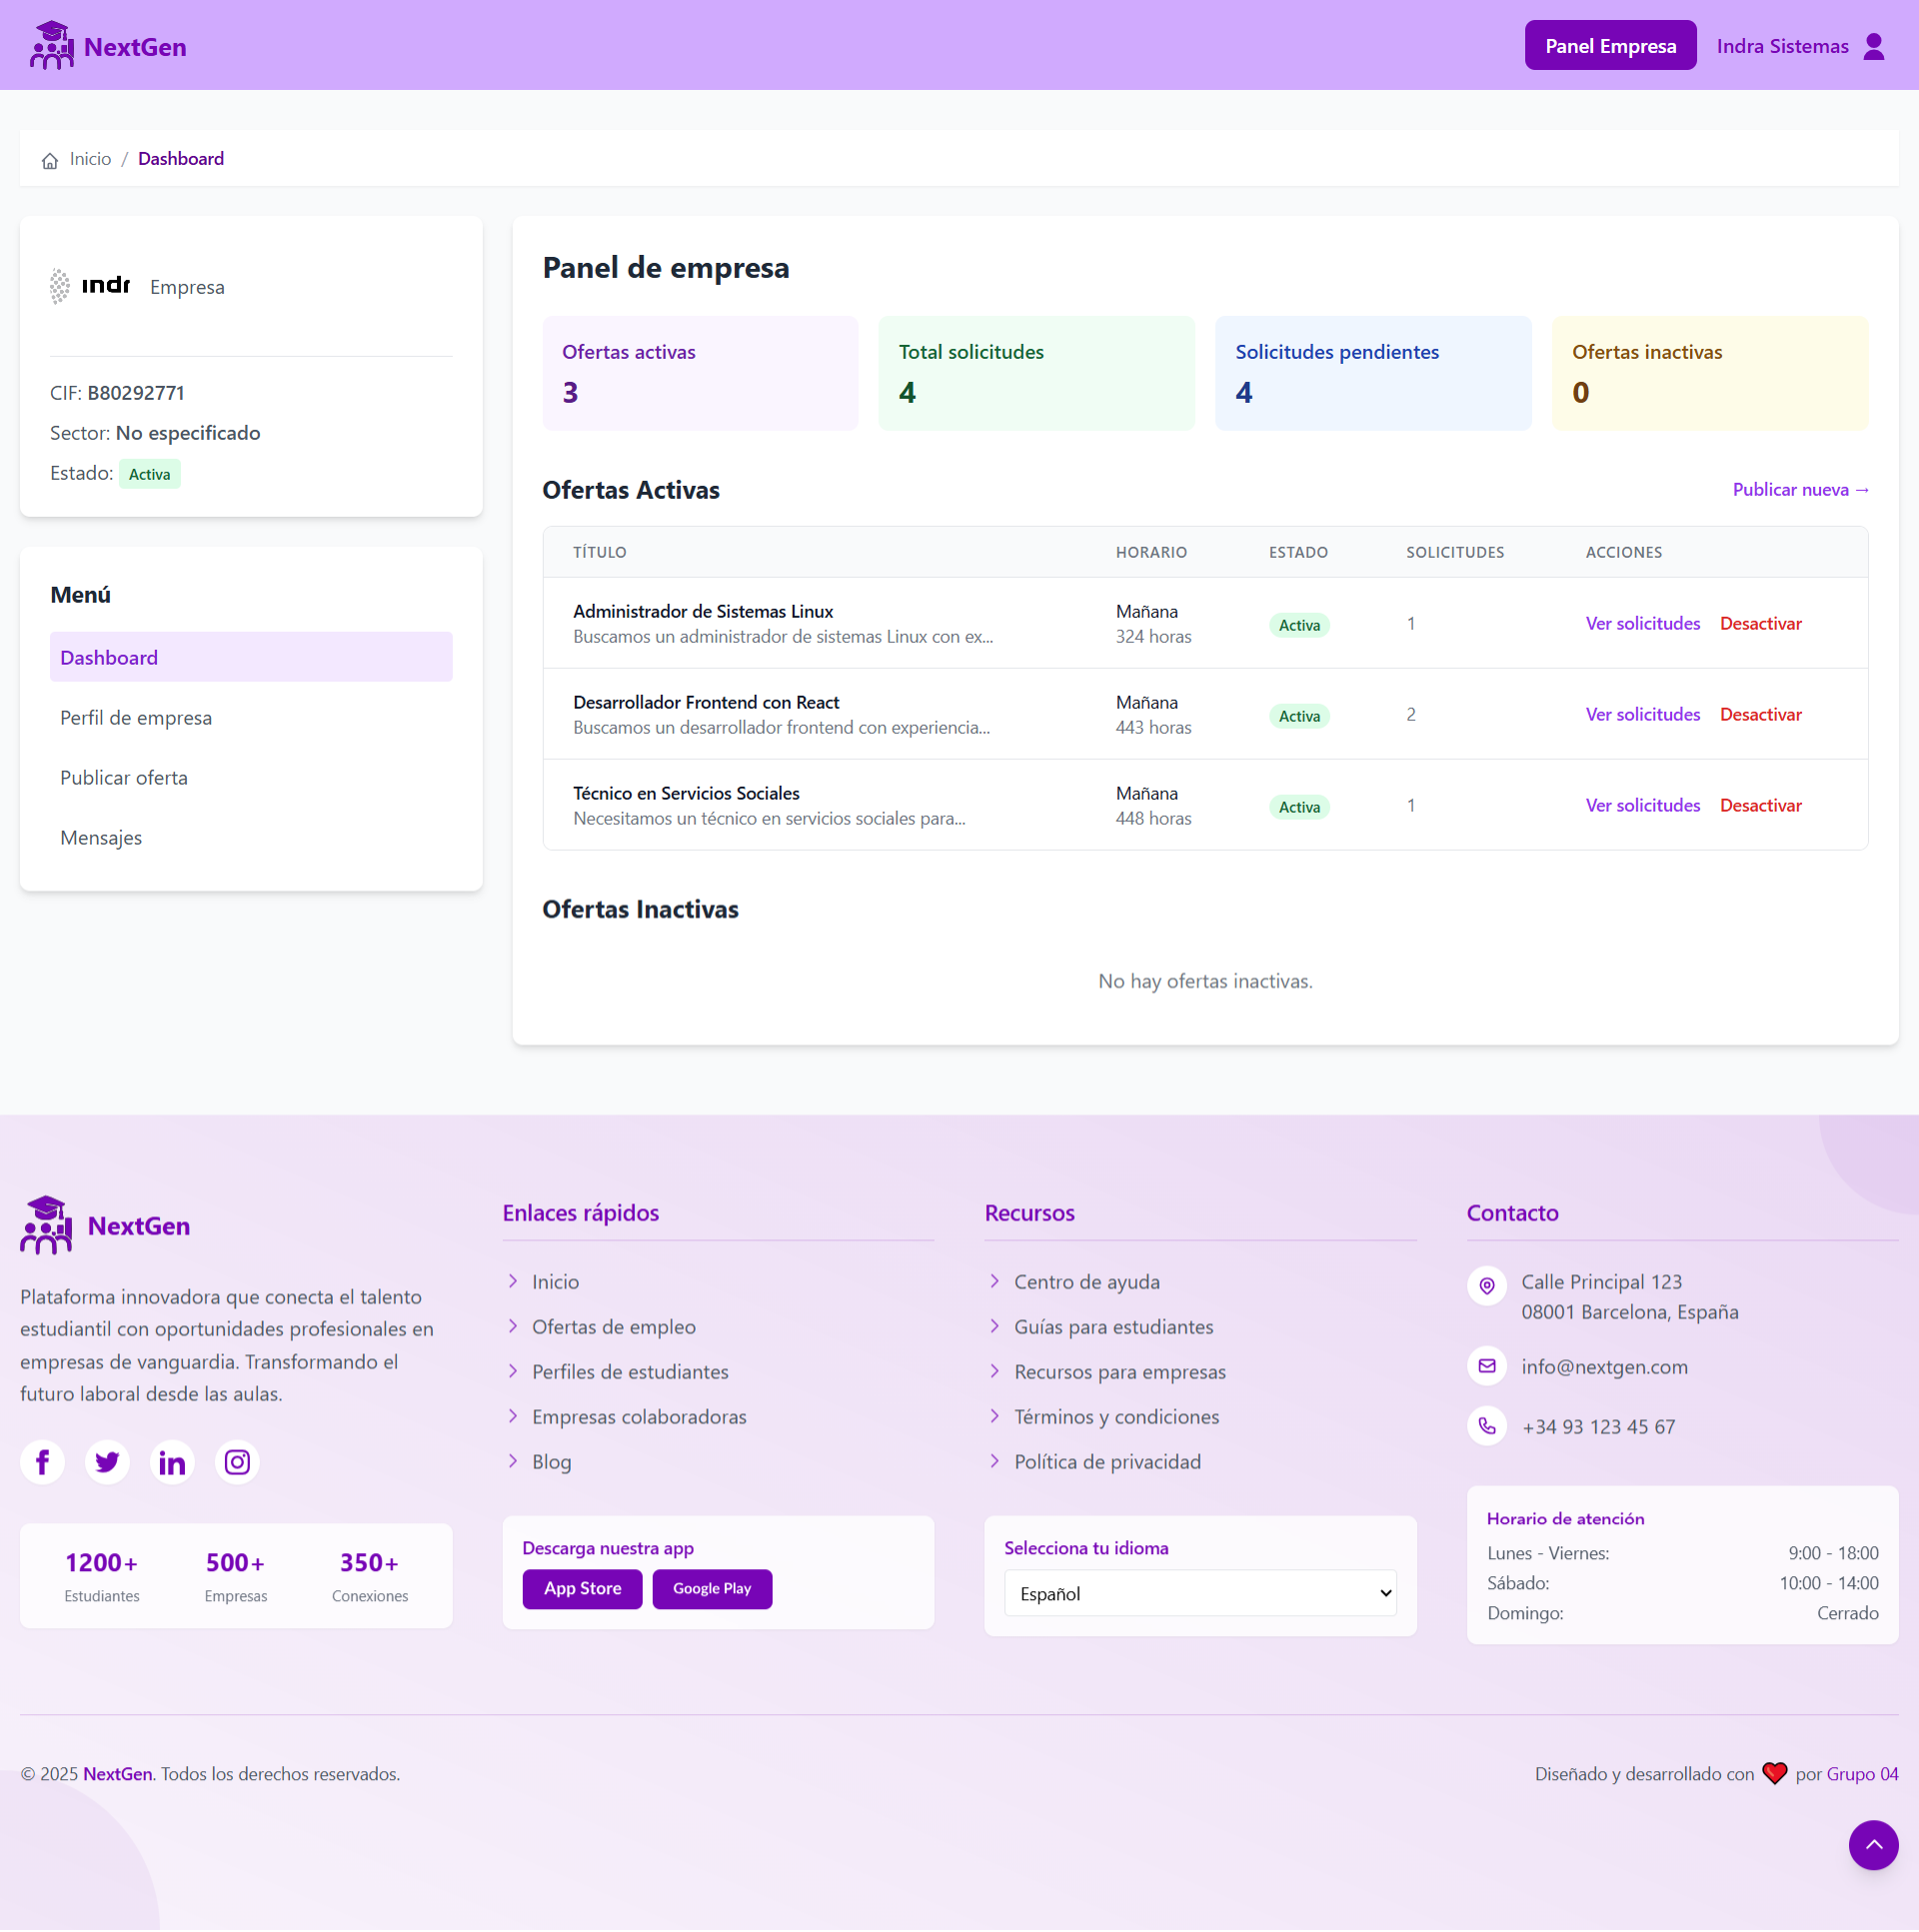 NextGen
Panel Empresa
Indra Sistemas
Inicio / Dashboard
indr
Empresa
CIF: B80292771
Sector: No especificado
Estado: Activa
Menú
Dashboard
Perfil de empresa
Publicar oferta
Mensajes
Panel de empresa
Ofertas activas
3
Total solicitudes
4
Solicitudes pendientes
4
Ofertas inactivas
0
Ofertas Activas
Publicar nueva →
TÍTULO HORARIO ESTADO SOLICITUDES ACCIONES
Administrador de Sistemas Linux
Buscamos un administrador de sistemas Linux con ex...
Mañana
324 horas
Activa
1
Ver solicitudes Desactivar
Desarrollador Frontend con React
Buscamos un desarrollador frontend con experiencia...
Mañana
443 horas
Activa
2
Ver solicitudes Desactivar
Técnico en Servicios Sociales
Necesitamos un técnico en servicios sociales para...
Mañana
448 horas
Activa
1
Ver solicitudes Desactivar
Ofertas Inactivas
No hay ofertas inactivas.
NextGen
Plataforma innovadora que conecta el talento
estudiantil con oportunidades profesionales en
empresas de vanguardia. Transformando el
futuro laboral desde las aulas.
1200+
Estudiantes
500+
Empresas
350+
Conexiones
Enlaces rápidos
Inicio
Ofertas de empleo
Perfiles de estudiantes
Empresas colaboradoras
Blog
Descarga nuestra app
App Store
Google Play
Recursos
Centro de ayuda
Guías para estudiantes
Recursos para empresas
Términos y condiciones
Política de privacidad
Selecciona tu idioma
Español
Contacto
Calle Principal 123
08001 Barcelona, España
info@nextgen.com
+34 93 123 45 67
Horario de atención
Lunes - Viernes: 9:00 - 18:00
Sábado: 10:00 - 14:00
Domingo: Cerrado
© 2025 NextGen. Todos los derechos reservados.
Diseñado y desarrollado con ❤️ por Grupo 04